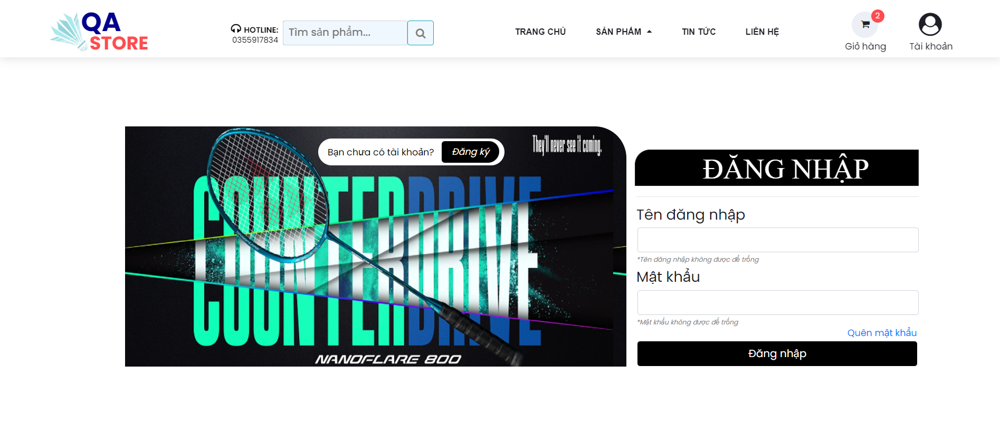 QA
STORE
HOTLINE:
0355917834
Tìm sản phẩm...
TRANG CHỦ
SẢN PHẨM
TIN TỨC
LIÊN HỆ
2
Giỏ hàng
Tài khoản
They'll never see it coming.
Bạn chưa có tài khoản?
Đăng ký
COUNTERDRIVE
NANOFLARE
NANOFLARE 800
ĐĂNG NHẬP
Tên đăng nhập
*Tên đăng nhập không được để trống
Mật khẩu
*Mật khẩu không được để trống
Quên mật khẩu
Đăng nhập